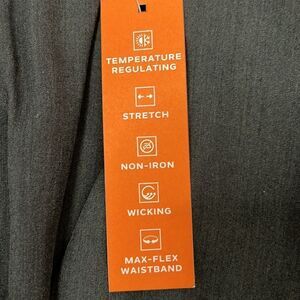 TEMPERATURE
REGULATING
STRETCH
NON-IRON
WICKING
MAX-FLEX
WAISTBAND